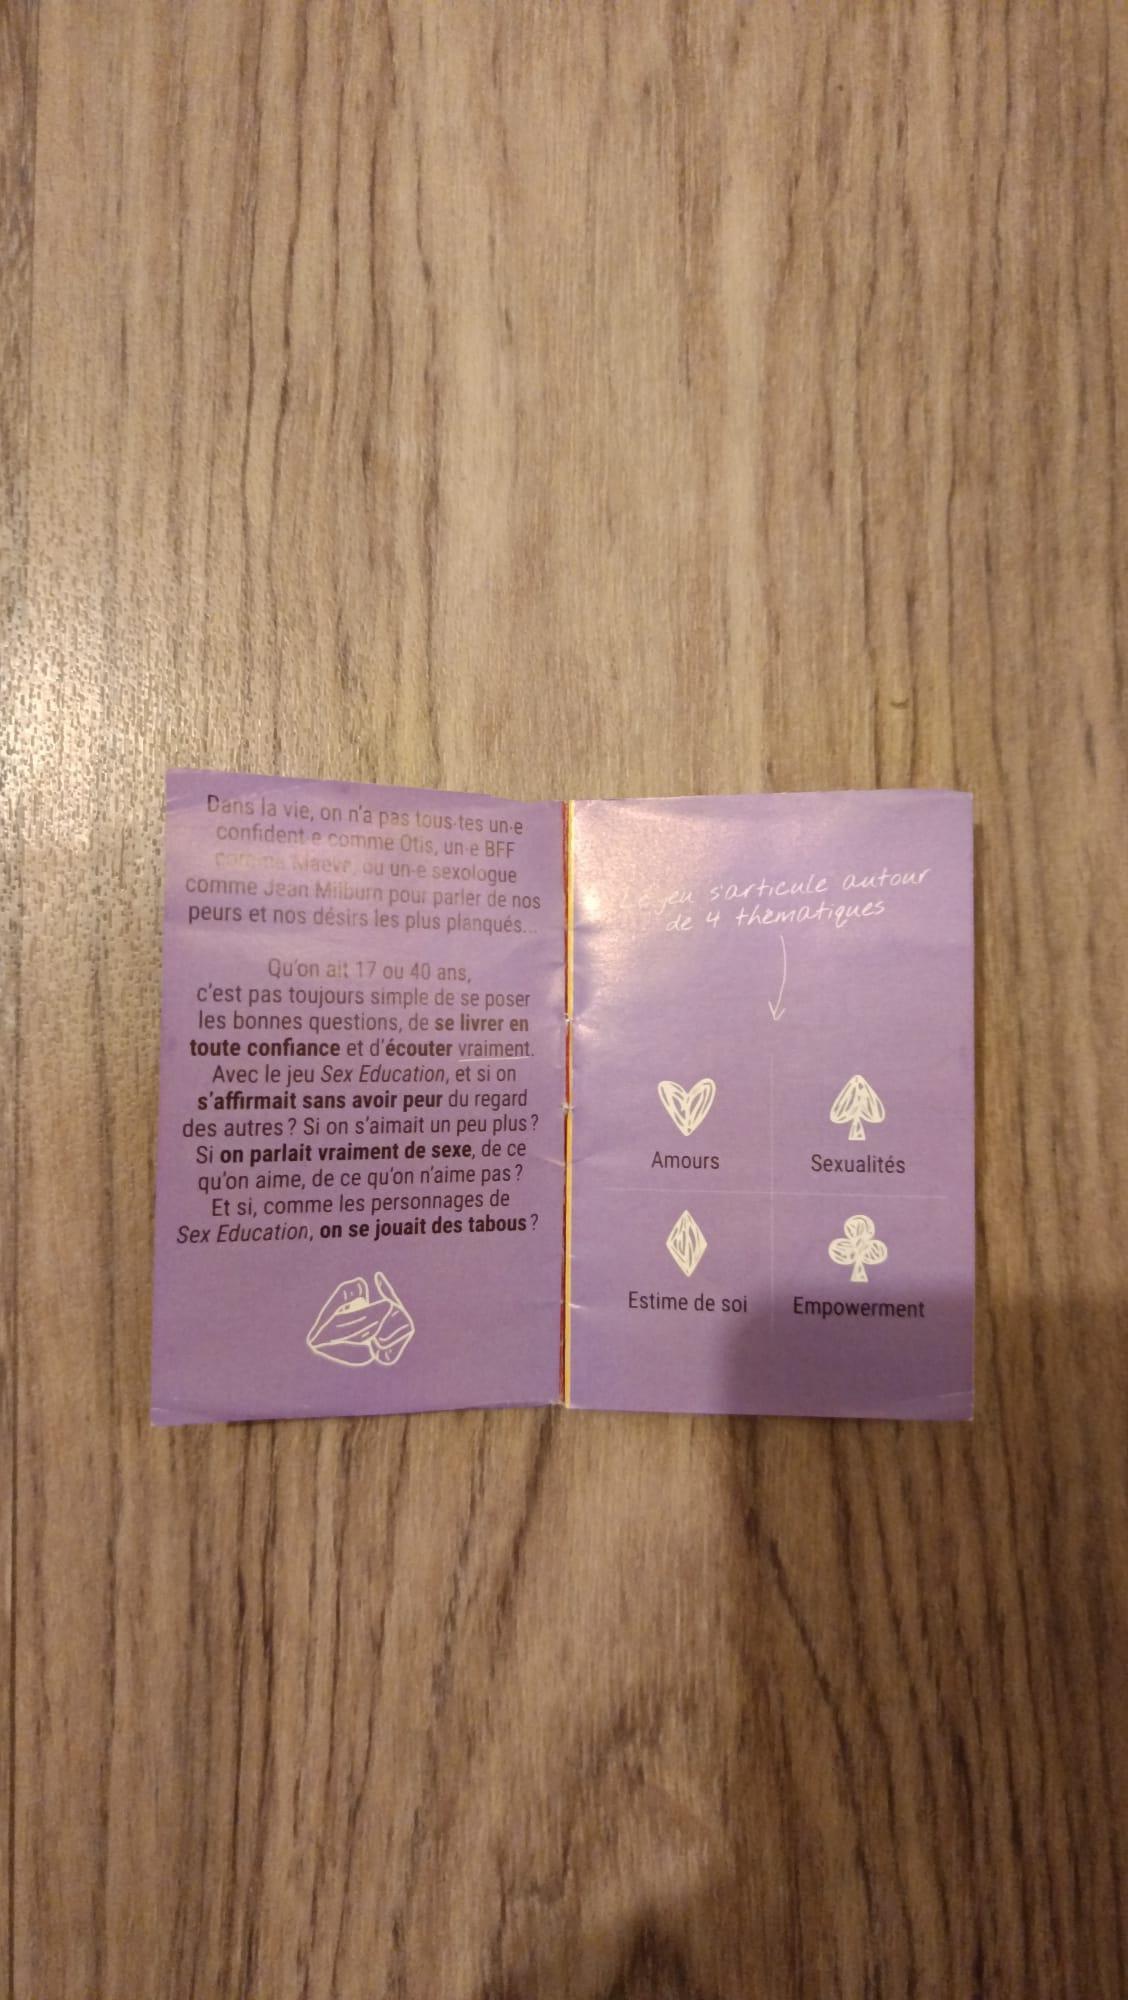 Dans la vie, on n'a pas tous·tes un·e
confident·e comme Otis, un·e BFF
comme Maeve, ou un·e sexologue
comme Jean Milburn pour parler de nos
peurs et nos désirs les plus planqués...
Qu'on ait 17 ou 40 ans,
c'est pas toujours simple de se poser
les bonnes questions, de se livrer en
toute confiance et d'écouter vraiment.
Avec le jeu Sex Education, et si on
s'affirmait sans avoir peur du regard
des autres ? Si on s'aimait un peu plus ?
Si on parlait vraiment de sexe, de ce
qu'on aime, de ce qu'on n'aime pas ?
Et si, comme les personnages de
Sex Education, on se jouait des tabous ?
Le jeu s'articule autour
de 4 thématiques
Amours
Sexualités
Estime de soi
Empowerment